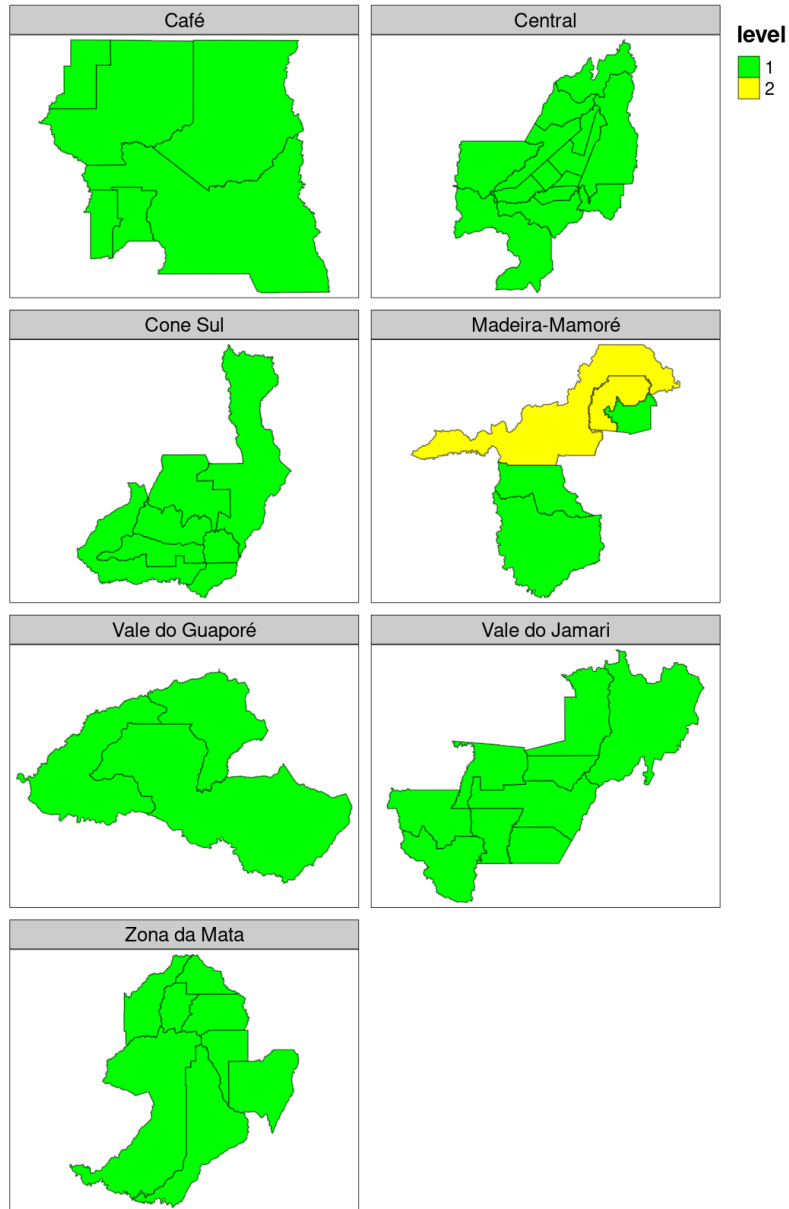 Café
Central
level
1
2
Cone Sul
Madeira-Mamoré
Vale do Guaporé
Vale do Jamari
Zona da Mata